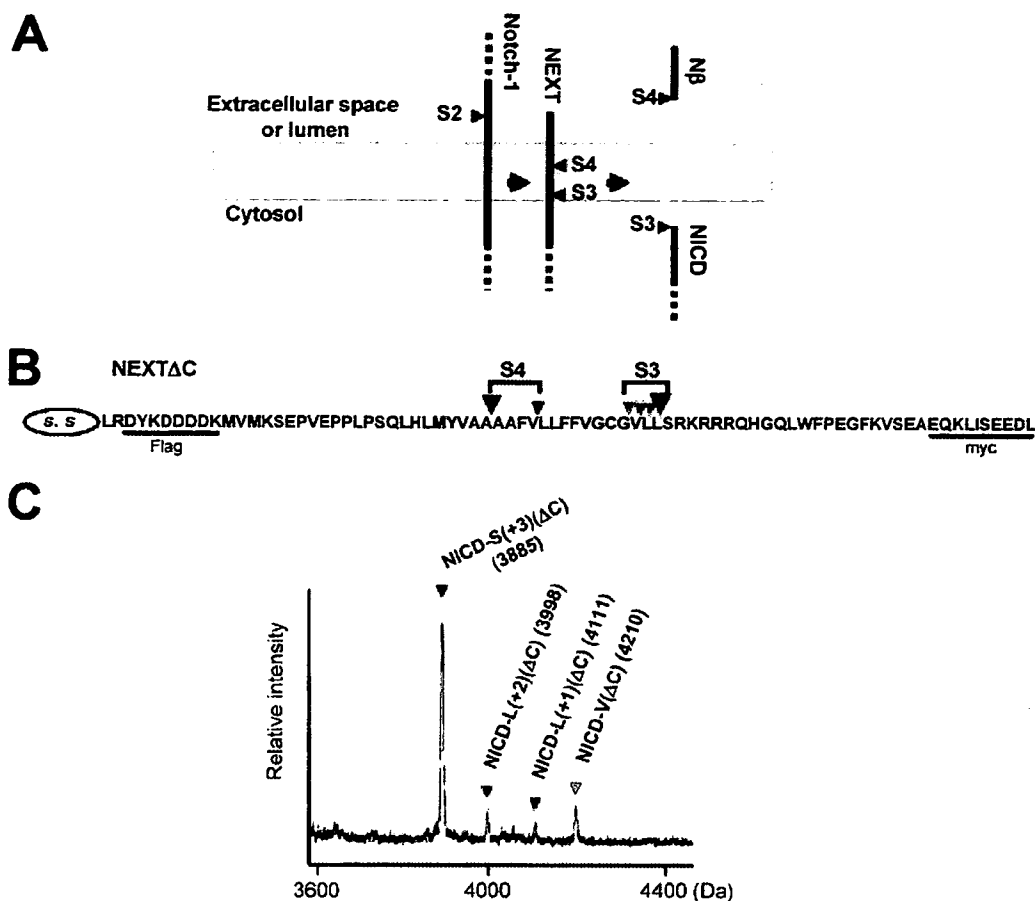 A
Extracellular space
or lumen
Cytosol
Notch-1
S2
NEXT
S4
S3
Nβ
S4
S3
NICD
B
NEXTΔC
S4
S3
s. s
LRDYKDDDDKMVMKSEPVEPPLPSQLHLMYVAAAAFVLLFFVGCGVLLSRKRRRQHGQLWFPEGFKVSEAEQKLISEEDL
Flag
myc
C
NICD-S(+3)(ΔC)
(3885)
NICD-L(+2)(ΔC) (3998)
NICD-L(+1)(ΔC) (4111)
NICD-V(ΔC) (4210)
Relative intensity
3600
4000
4400 (Da)